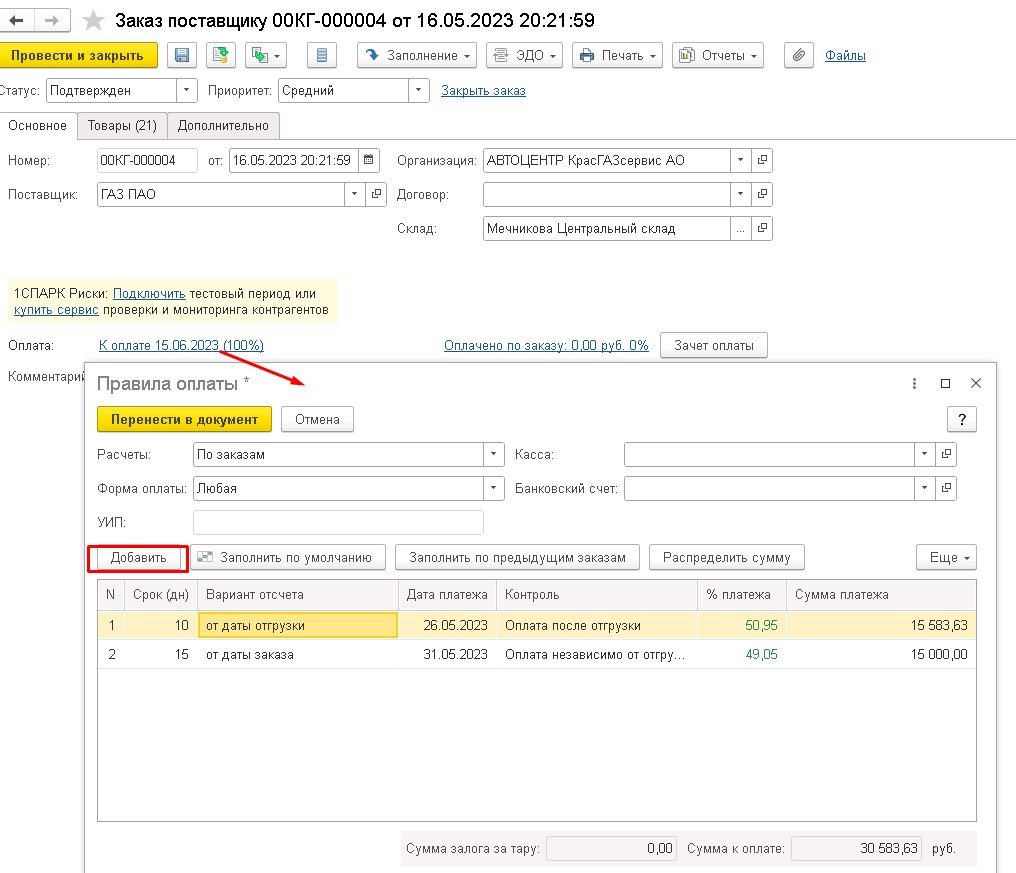 Заказ поставщику 00КГ-000004 от 16.05.2023 20:21:59
Провести и закрыть Заполнение ЭДО Печать Отчеты Файлы
Статус: Подтвержден Приоритет: Средний Закрыть заказ
Основное Товары (21) Дополнительно
Номер: 00КГ-000004 от: 16.05.2023 20:21:59 Организация: АВТОЦЕНТР КрасГАЗсервис АО
Поставщик: ГАЗ ПАО Договор:
Склад: Мечникова Центральный склад ...
1СПАРК Риски: Подключить тестовый период или
купить сервис проверки и мониторинга контрагентов
Оплата: К оплате 15.06.2023 (100%) Оплачено по заказу: 0,00 руб. 0% Зачет оплаты
Комментарий
Правила оплаты *
Перенести в документ Отмена ?
Расчеты: По заказам Касса:
Форма оплаты: Любая Банковский счет:
УИП:
Добавить Заполнить по умолчанию Заполнить по предыдущим заказам Распределить сумму Еще
N Срок (дн) Вариант отсчета Дата платежа Контроль % платежа Сумма платежа
1 10 от даты отгрузки 26.05.2023 Оплата после отгрузки 50,95 15 583,63
2 15 от даты заказа 31.05.2023 Оплата независимо от отгру... 49,05 15 000,00
Сумма залога за тару: 0,00 Сумма к оплате: 30 583,63 руб.